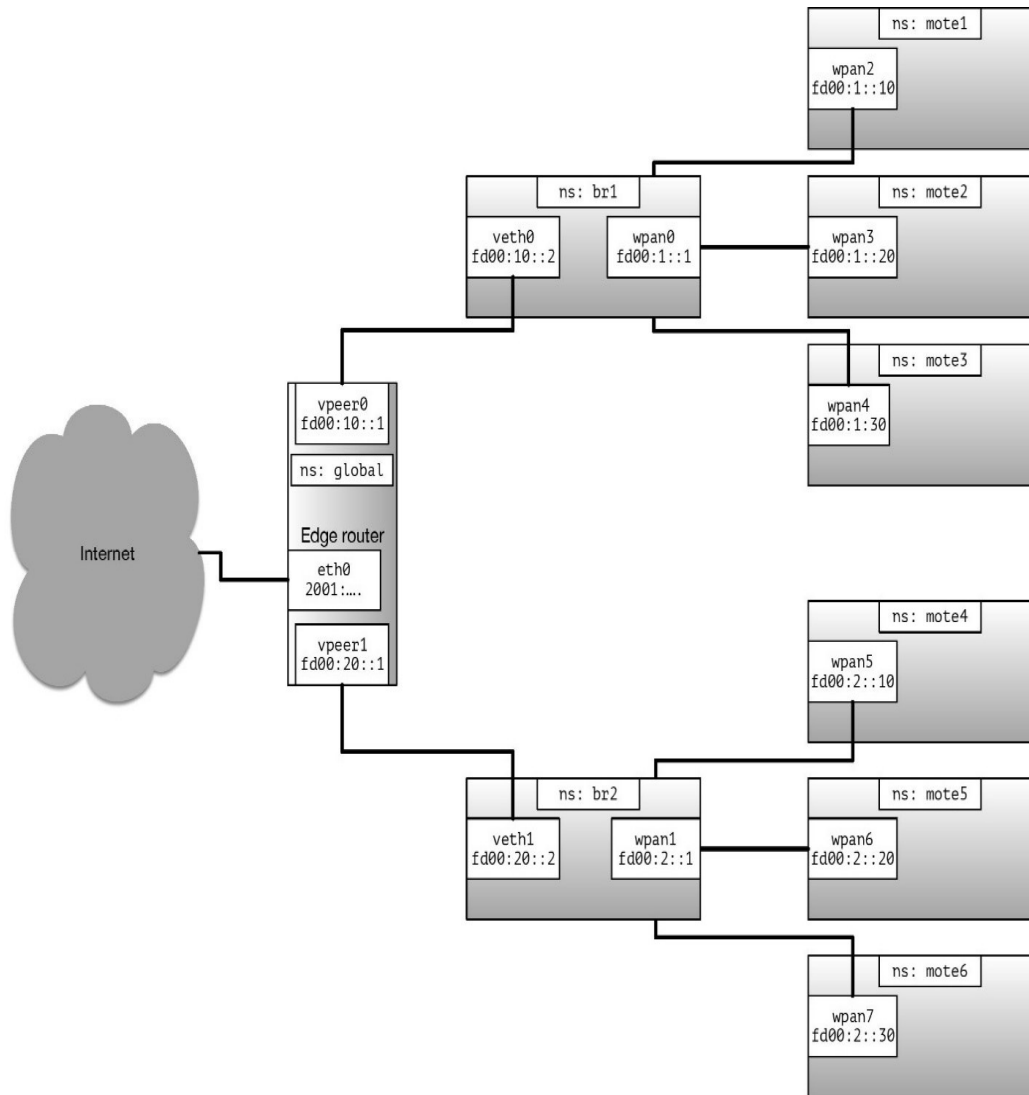 ns: mote1
wpan2
fd00:1::10
ns: br1
veth0
fd00:10::2
wpan0
fd00:1::1
ns: mote2
wpan3
fd00:1::20
ns: mote3
wpan4
fd00:1:30
vpeer0
fd00:10::1
ns: global
Edge router
eth0
2001:....
vpeer1
fd00:20::1
Internet
ns: mote4
wpan5
fd00:2::10
ns: br2
veth1
fd00:20::2
wpan1
fd00:2::1
ns: mote5
wpan6
fd00:2::20
ns: mote6
wpan7
fd00:2::30